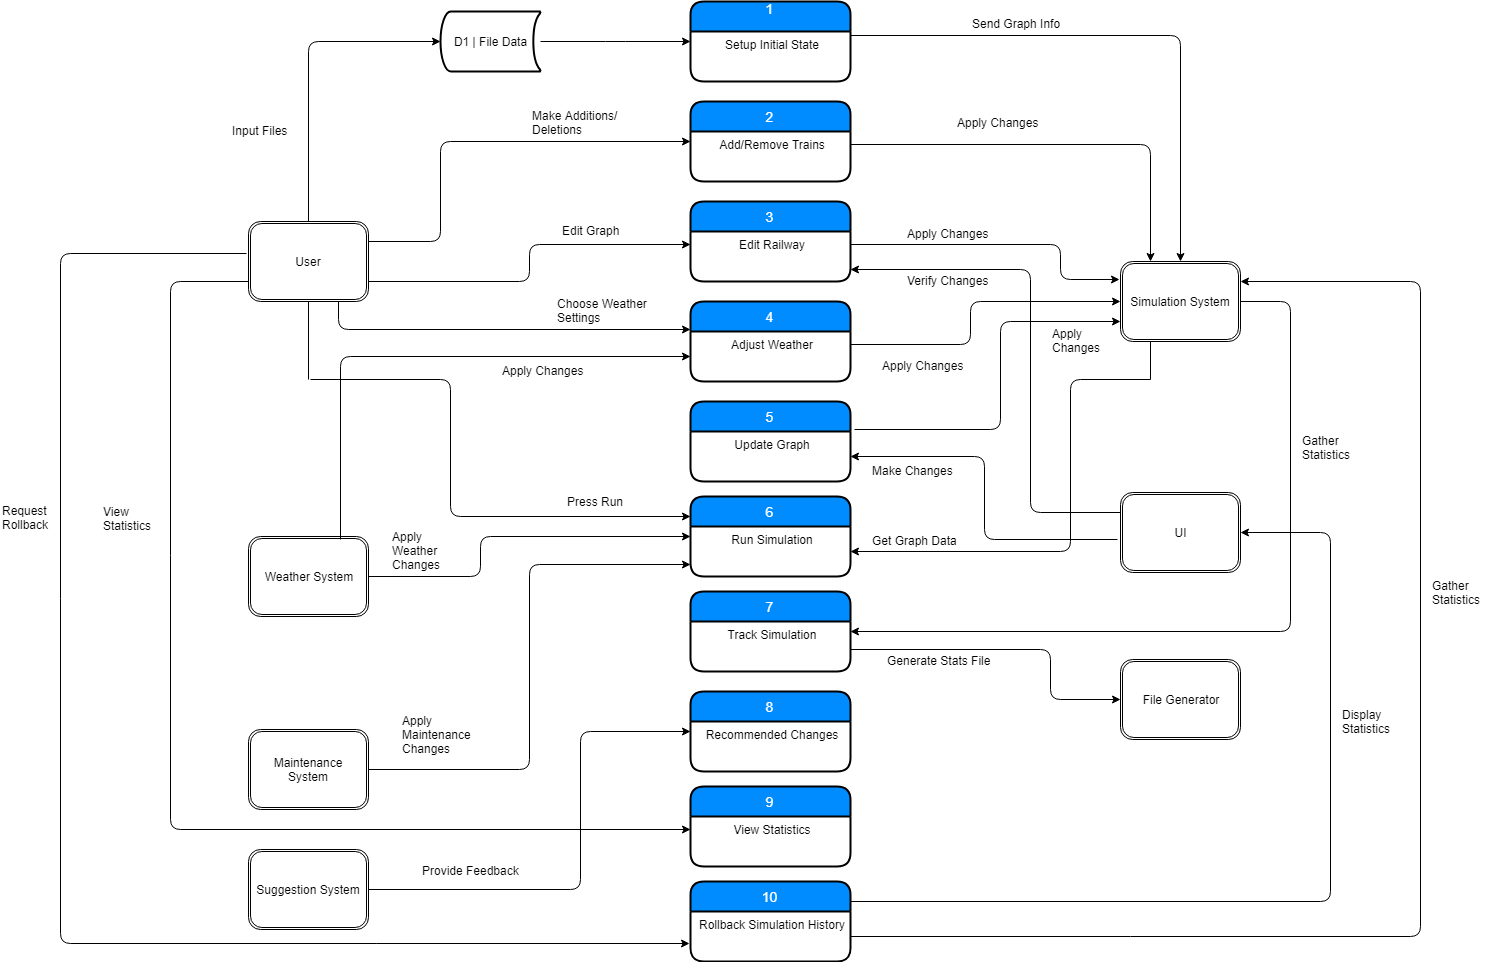 1
Setup Initial State
Send Graph Info
D1 | File Data
Input Files
Make Additions/
Deletions
2
Add/Remove Trains
Apply Changes
User
Edit Graph
3
Edit Railway
Apply Changes
Verify Changes
Simulation System
Choose Weather
Settings
4
Adjust Weather
Apply Changes
Apply
Changes
Apply Changes
5
Update Graph
Make Changes
Gather
Statistics
Request
Rollback
View
Statistics
Press Run
6
Run Simulation
Get Graph Data
UI
Apply
Weather
Changes
Weather System
Gather
Statistics
7
Track Simulation
Generate Stats File
File Generator
8
Recommended Changes
Display
Statistics
Apply
Maintenance
Changes
Maintenance
System
9
View Statistics
Provide Feedback
Suggestion System
10
Rollback Simulation History